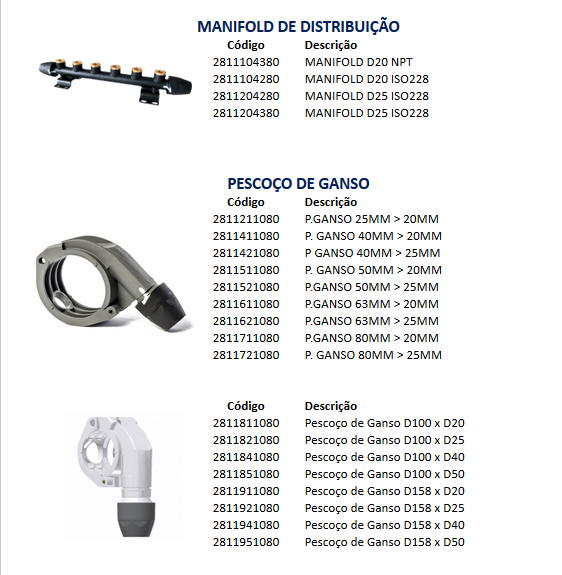 MANIFOLD DE DISTRIBUIÇÃO
Código Descrição
2811104380 MANIFOLD D20 NPT
2811104280 MANIFOLD D20 ISO228
2811204280 MANIFOLD D25 ISO228
2811204380 MANIFOLD D25 ISO228
PESCOÇO DE GANSO
Código Descrição
2811211080 P.GANSO 25MM > 20MM
2811411080 P. GANSO 40MM > 20MM
2811421080 P GANSO 40MM > 25MM
2811511080 P. GANSO 50MM > 20MM
2811521080 P.GANSO 50MM > 25MM
2811611080 P.GANSO 63MM > 20MM
2811621080 P.GANSO 63MM > 25MM
2811711080 P.GANSO 80MM > 20MM
2811721080 P. GANSO 80MM > 25MM
Código Descrição
2811811080 Pescoço de Ganso D100 x D20
2811821080 Pescoço de Ganso D100 x D25
2811841080 Pescoço de Ganso D100 x D40
2811851080 Pescoço de Ganso D100 x D50
2811911080 Pescoço de Ganso D158 x D20
2811921080 Pescoço de Ganso D158 x D25
2811941080 Pescoço de Ganso D158 x D40
2811951080 Pescoço de Ganso D158 x D50